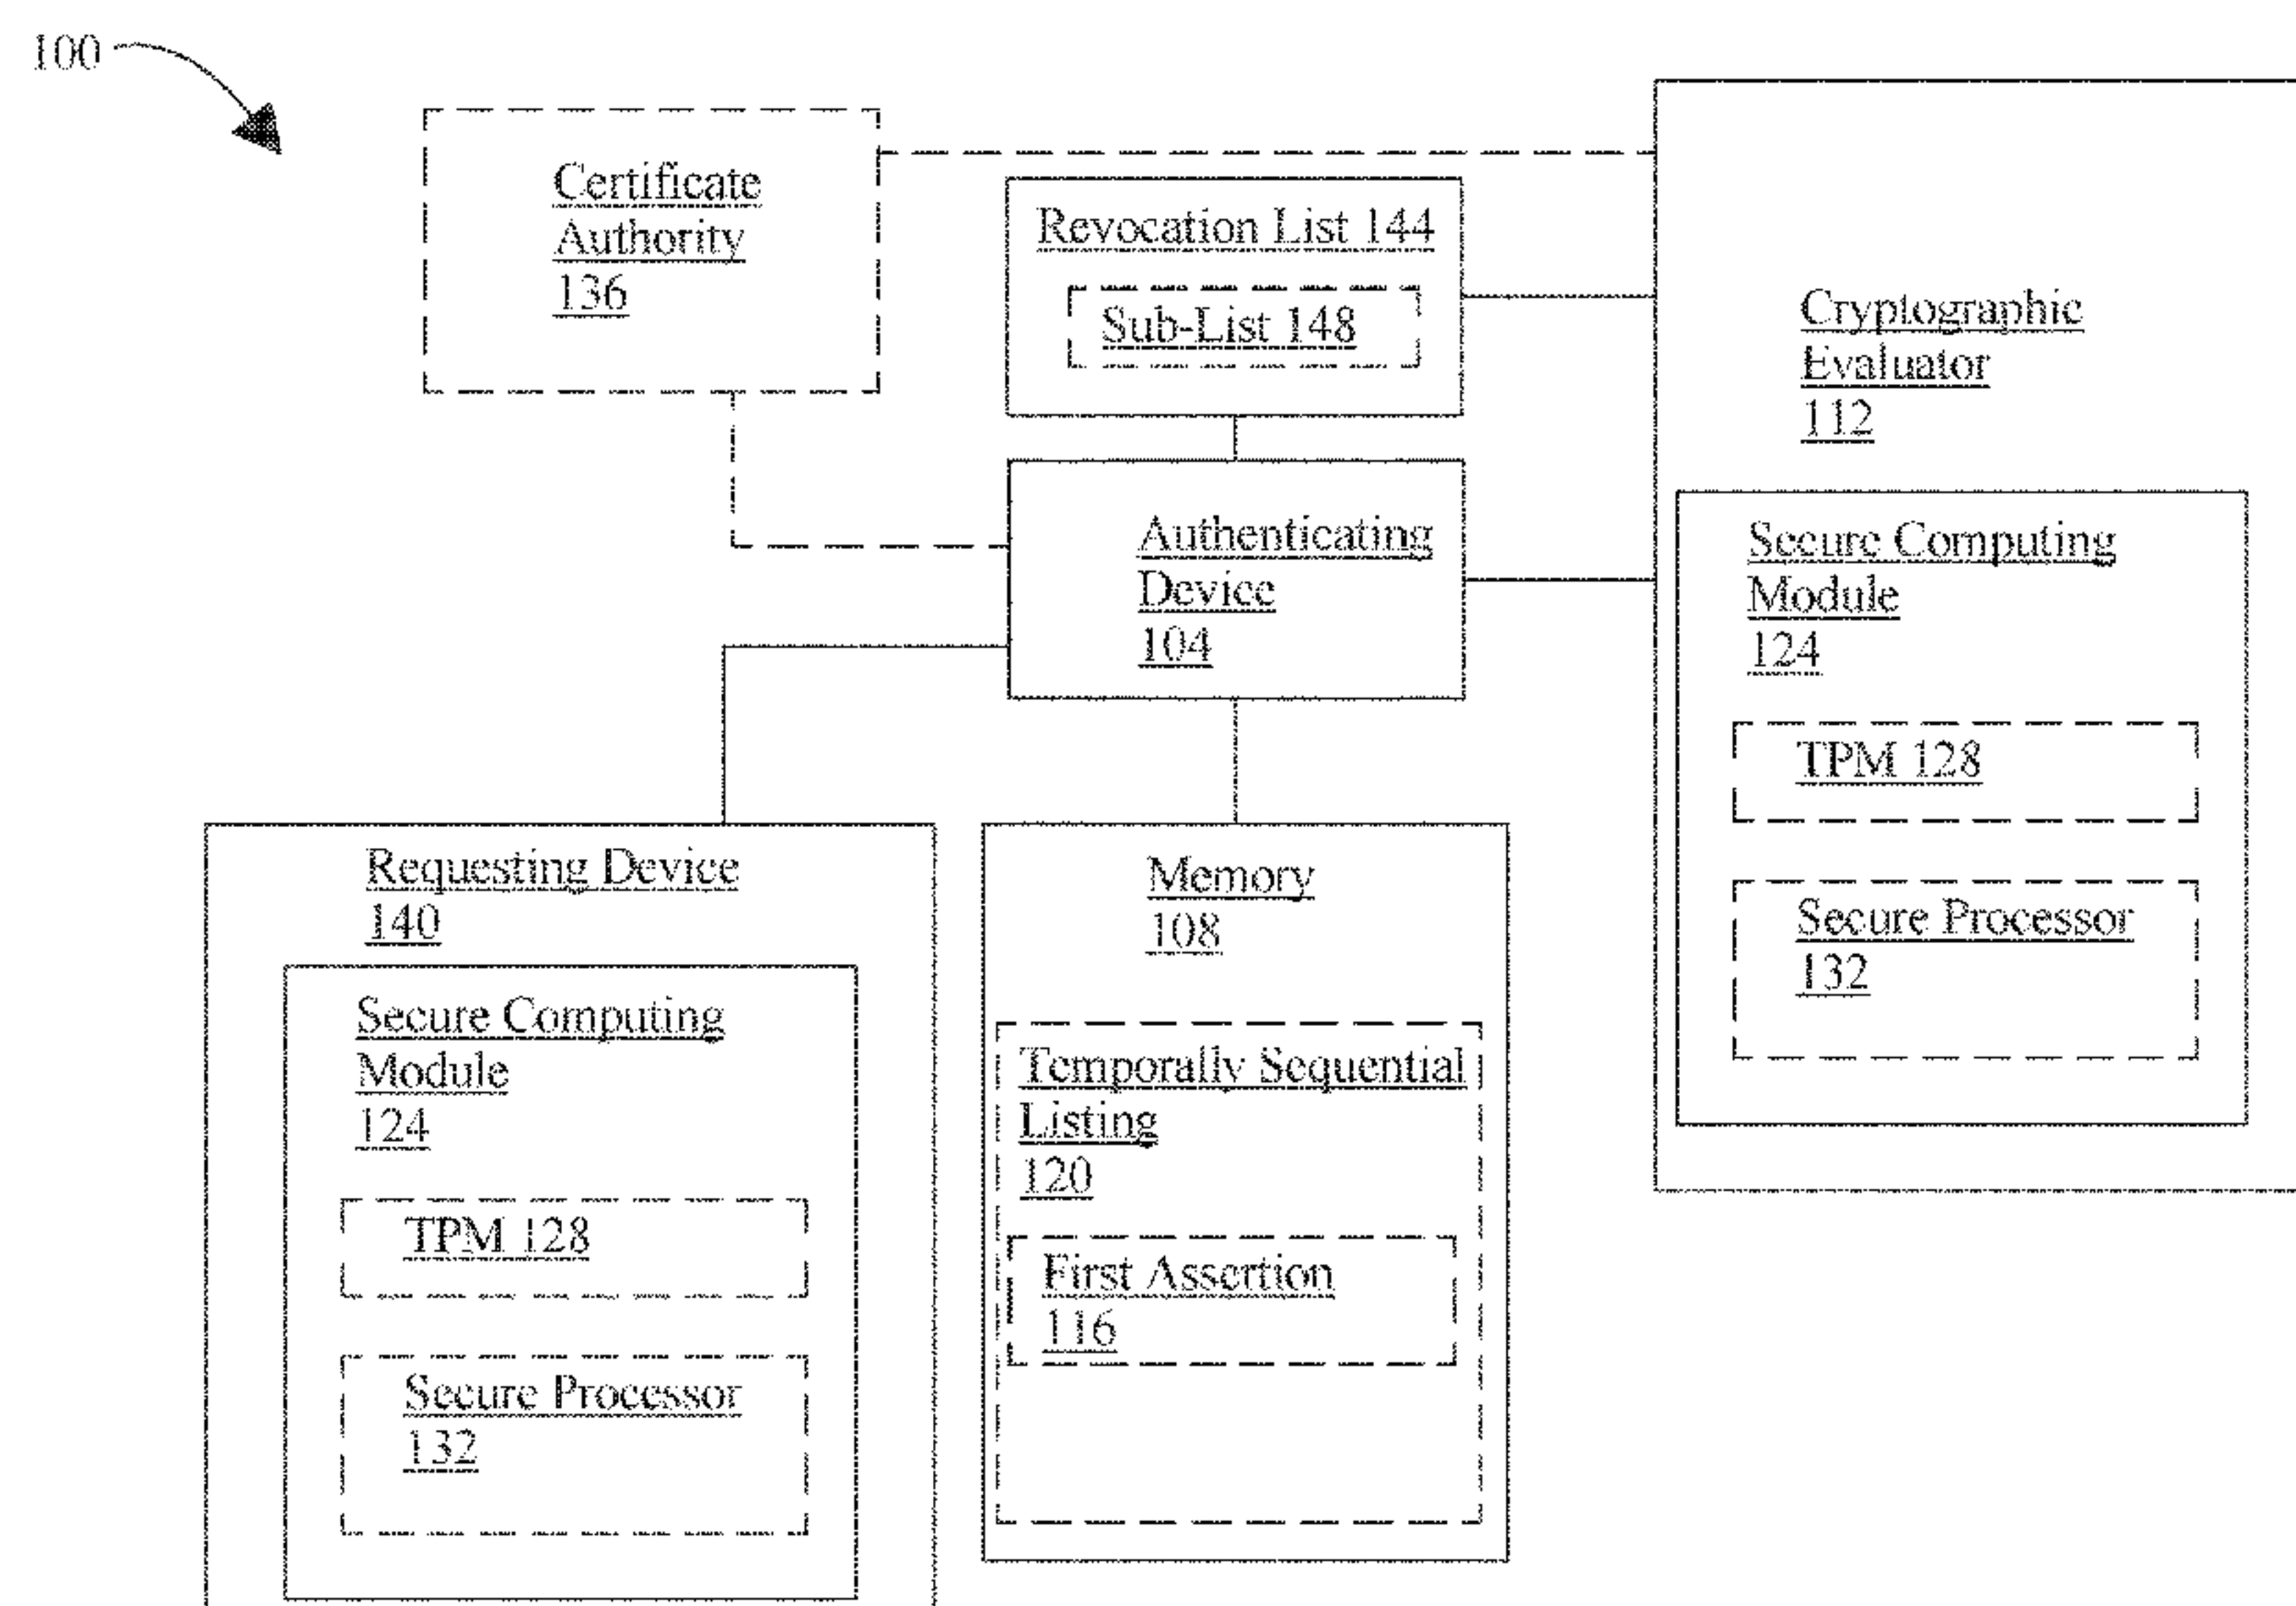 100
Certificate
Authority
136
Revocation List 144
Sub-List 148
Cryptographic
Evaluator
112
Authenticating
Device
104
Secure Computing
Module
124
TPM 128
Secure Processor
132
Requesting Device
140
Secure Computing
Module
124
TPM 128
Secure Processor
132
Memory
108
Temporally Sequential
Listing
120
First Assertion
116